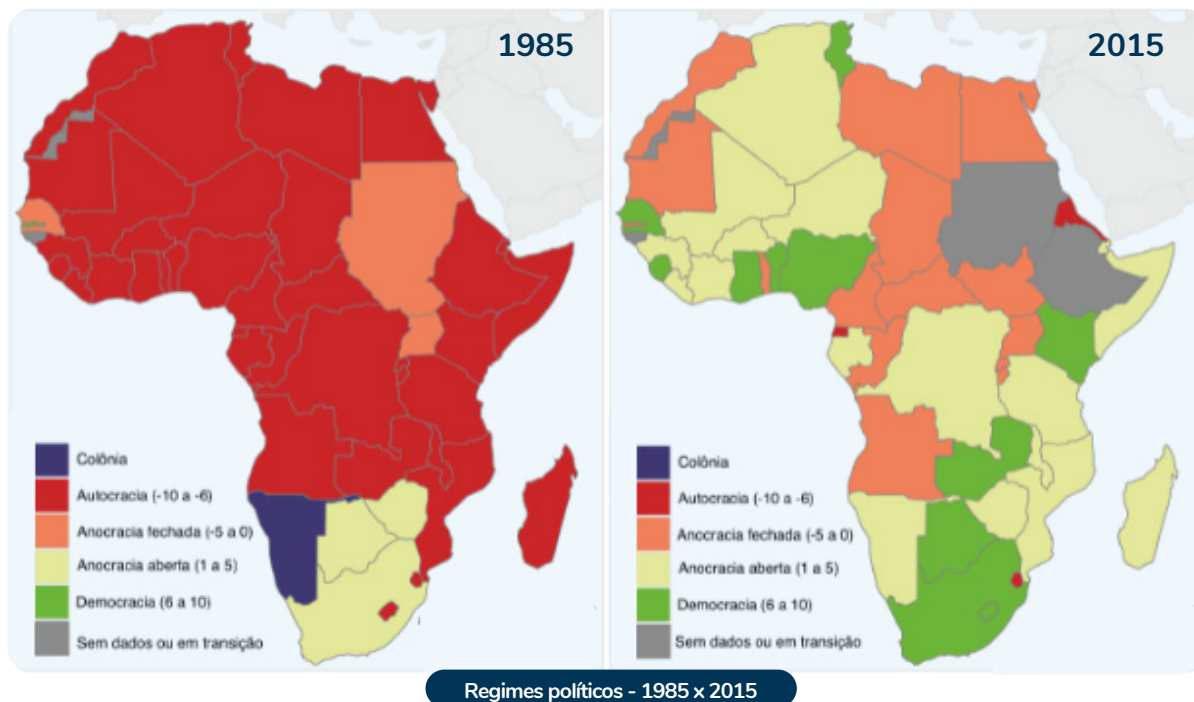 1985
Colônia
Autocracia (-10 a -6)
Anocracia fechada (-5 a 0)
Anocracia aberta (1 a 5)
Democracia (6 a 10)
Sem dados ou em transição
2015
Colônia
Autocracia (-10 a -6)
Anocracia fechada (-5 a 0)
Anocracia aberta (1 a 5)
Democracia (6 a 10)
Sem dados ou em transição
Regimes políticos - 1985 x 2015